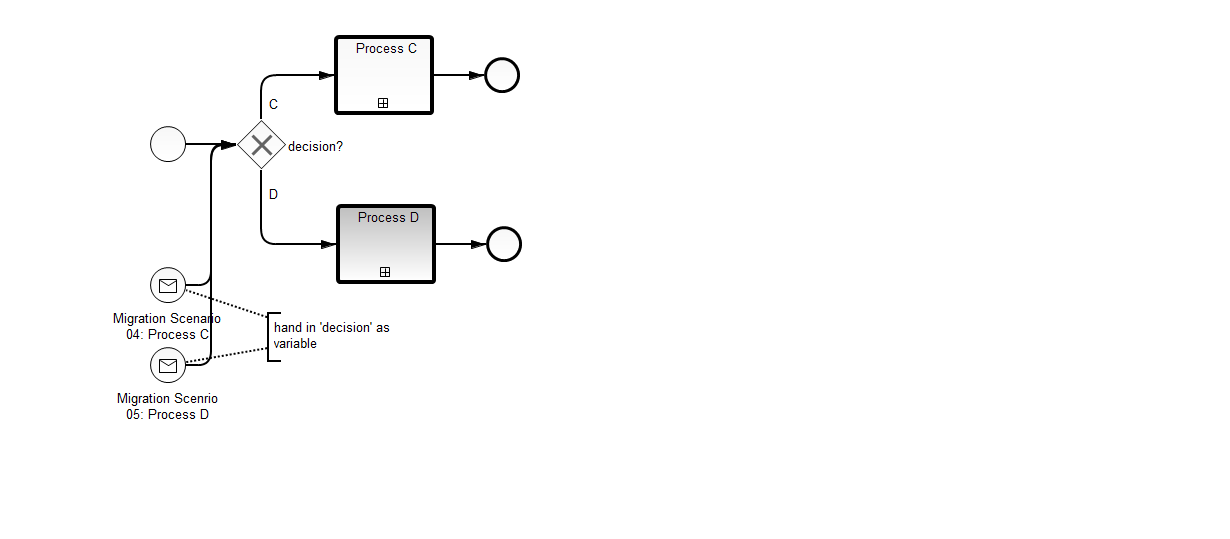 Process C
C
decision?
D
Process D
Migration Scenario
04: Process C
hand in 'decision' as
variable
Migration Scenrio
05: Process D